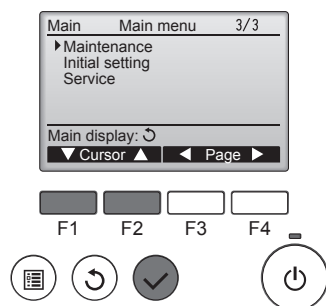 Main Main menu 3/3
Maintenance
Initial setting
Service
Main display:
Cursor Page
F1 F2 F3 F4